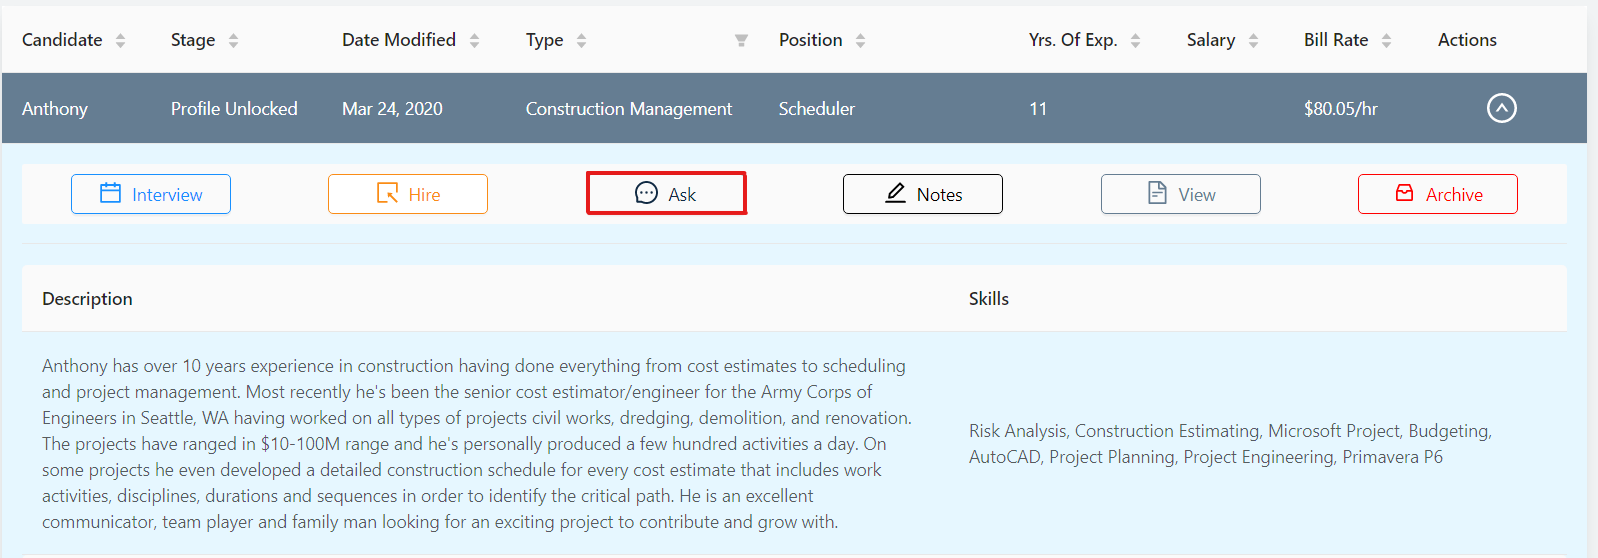 Candidate Stage Date Modified Type Position Yrs. Of Exp. Salary Bill Rate Actions
Anthony Profile Unlocked Mar 24, 2020 Construction Management Scheduler 11 $80.05/hr
Interview Hire Ask Notes View Archive
Description Skills
Anthony has over 10 years experience in construction having done everything from cost estimates to scheduling
and project management. Most recently he's been the senior cost estimator/engineer for the Army Corps of
Engineers in Seattle, WA having worked on all types of projects civil works, dredging, demolition, and renovation.
The projects have ranged in $10-100M range and he's personally produced a few hundred activities a day. On
some projects he even developed a detailed construction schedule for every cost estimate that includes work
activities, disciplines, durations and sequences in order to identify the critical path. He is an excellent
communicator, team player and family man looking for an exciting project to contribute and grow with.
Risk Analysis, Construction Estimating, Microsoft Project, Budgeting,
AutoCAD, Project Planning, Project Engineering, Primavera P6